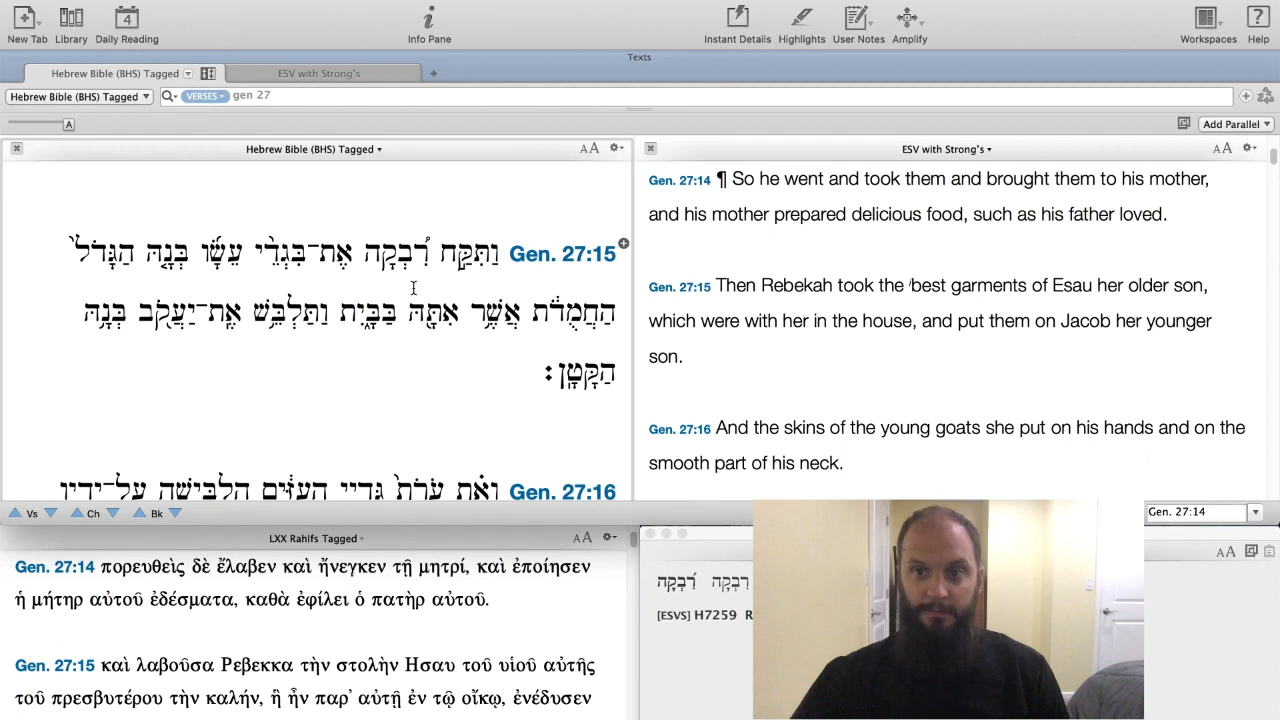 New Tab Library Daily Reading Info Pane Instant Details Highlights User Notes Amplify Workspaces Help
4
Texts
Hebrew Bible (BHS) Tagged ESV with Strong's
Hebrew Bible (BHS) Tagged VERSES gen 27
A Add Parallel
Hebrew Bible (BHS) Tagged AA
Gen. 27:15 וַתִּקַּ֣ח רִ֠בְקָה אֶת־בִּגְדֵ֨י עֵשָׂ֜ו בְּנָ֤הּ הַגָּדֹל֙
הַחֲמֻדֹ֔ת אֲשֶׁ֥ר אִתָּ֖הּ בַּבָּ֑יִת וַתַּלְבֵּ֥שׁ אֶֽת־יַעֲקֹ֖ב בְּנָ֥הּ
הַקָּטָֽן׃
Gen. 27:16 וְאֵ֗ת עֹרֹת֙ גְּדָיֵ֣י הָֽעִזִּ֔ים הִלְבִּ֖ישָׁה עַל־יָדָ֑יו
ESV with Strong's AA
Gen. 27:14 ¶ So he went and took them and brought them to his mother,
and his mother prepared delicious food, such as his father loved.
Gen. 27:15 Then Rebekah took the best garments of Esau her older son,
which were with her in the house, and put them on Jacob her younger
son.
Gen. 27:16 And the skins of the young goats she put on his hands and on the
smooth part of his neck.
Vs Ch Bk Gen. 27:14
LXX Rahlfs Tagged AA
Gen. 27:14 πορευθεὶς δὲ ἔλαβεν καὶ ἤνεγκεν τῇ μητρί, καὶ ἐποίησεν
ἡ μήτηρ αὐτοῦ ἐδέσματα, καθὰ ἐφίλει ὁ πατὴρ αὐτοῦ.
Gen. 27:15 καὶ λαβοῦσα Ρεβεκκα τὴν στολὴν Ησαυ τοῦ υἱοῦ αὐτῆς
τοῦ πρεσβυτέρου τὴν καλήν, ἣ ἦν παρ' αὐτῇ ἐν τῷ οἴκῳ, ἐνέδυσεν
AA
רִ֠בְקָה רִבְקָה
[ESVS] H7259